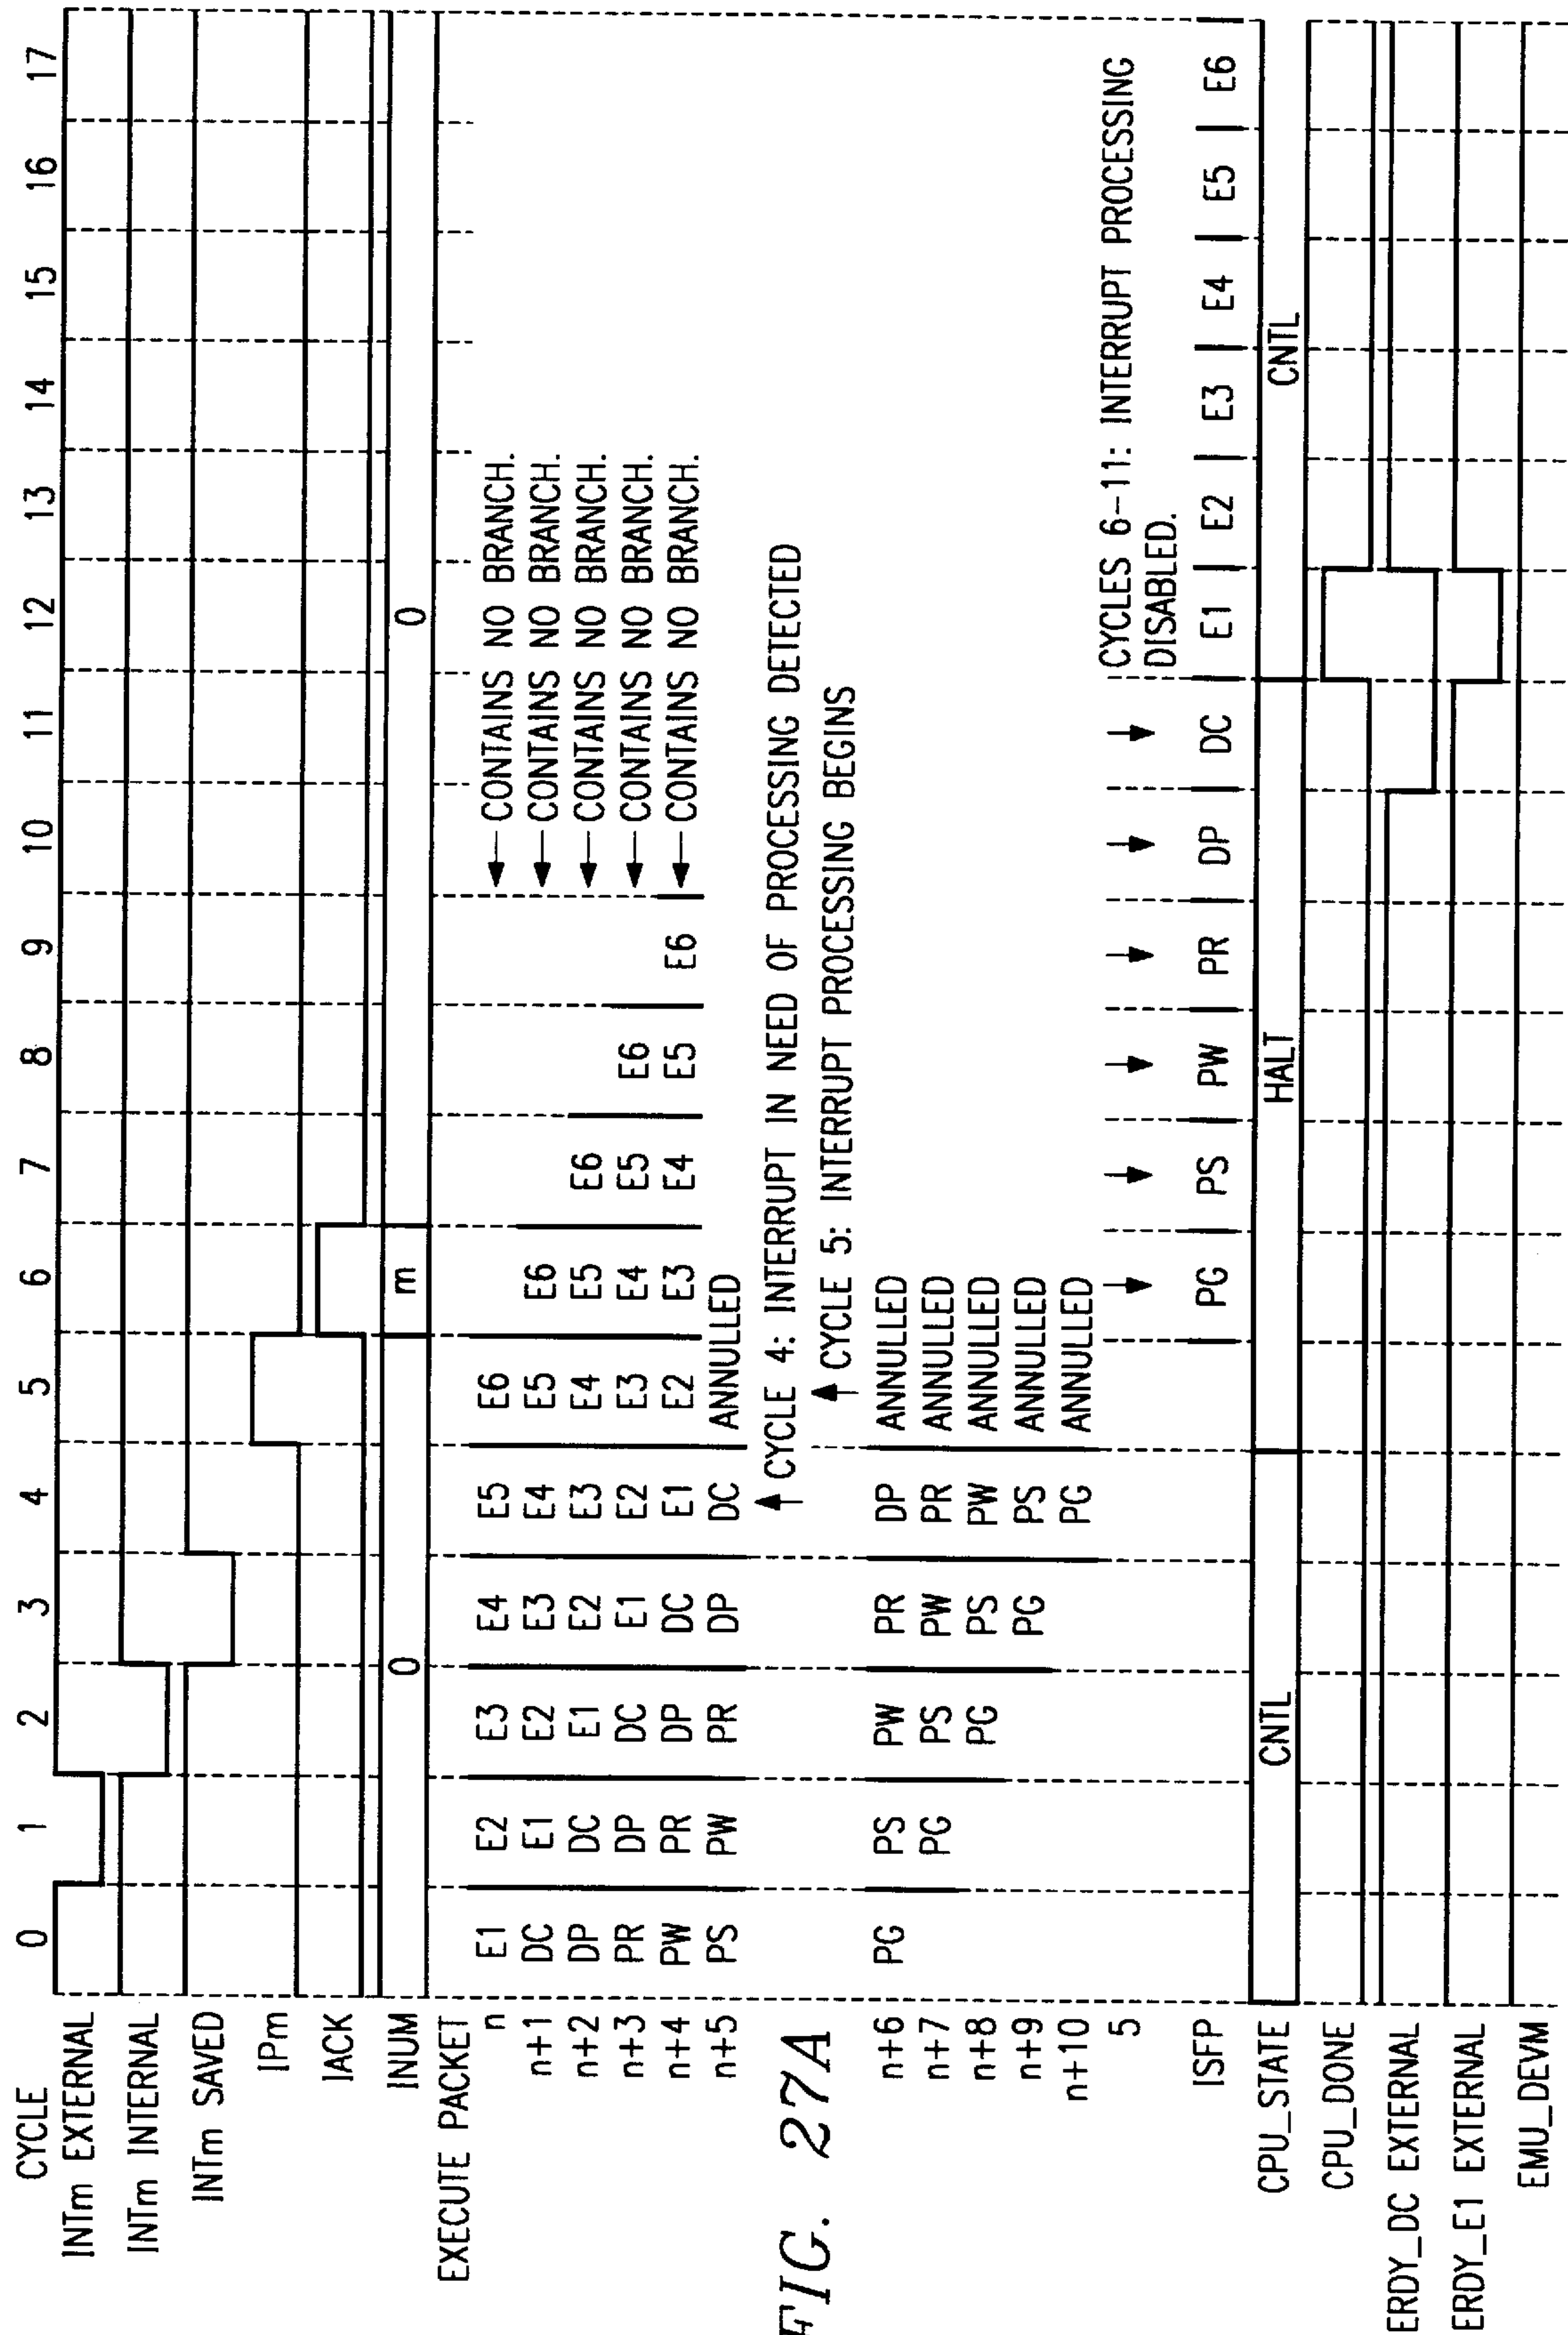 CYCLE 0 1 2 3 4 5 6 7 8 9 10 11 12 13 14 15 16 17
INTm EXTERNAL
INTm INTERNAL
INTm SAVED
IPm
IACK
INUM 0 m 0
EXECUTE PACKET
n E1 E2 E3 E4 E5 E6 CONTAINS NO BRANCH.
n+1 DC E1 E2 E3 E4 E5 E6 CONTAINS NO BRANCH.
n+2 DP DC E1 E2 E3 E4 E5 E6 CONTAINS NO BRANCH.
n+3 PR DP DC E1 E2 E3 E4 E5 E6 CONTAINS NO BRANCH.
n+4 PW PR DP DC E1 E2 E3 E4 E5 E6 CONTAINS NO BRANCH.
n+5 PS PW PR DP DC ANNULLED
CYCLE 4: INTERRUPT IN NEED OF PROCESSING DETECTED
FIG. 27A
CYCLE 5: INTERRUPT PROCESSING BEGINS
n+6 PG PS PW PR DP ANNULLED
n+7 PG PS PW PR ANNULLED
n+8 PG PS PW ANNULLED
n+9 PG PS ANNULLED
n+10 PG ANNULLED
5
CYCLES 6-11: INTERRUPT PROCESSING
DISABLED.
ISFP PG PS PW PR DP DC E1 E2 E3 E4 E5 E6
CPU_STATE CNTL HALT CNTL
CPU_DONE
ERDY_DC EXTERNAL
ERDY_E1 EXTERNAL
EMU_DEVM